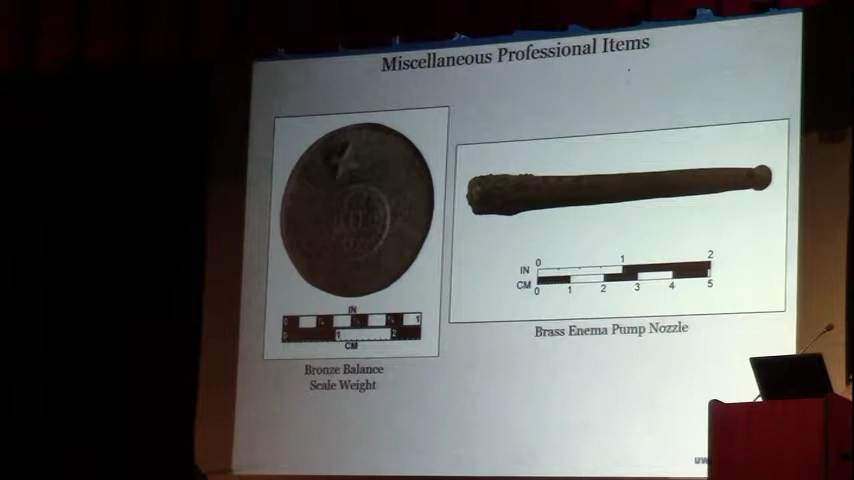 Miscellaneous Professional Items
IN
0 1
0 1 2
CM
Bronze Balance
Scale Weight
0 1 2
IN
CM
0 1 2 3 4 5
Brass Enema Pump Nozzle